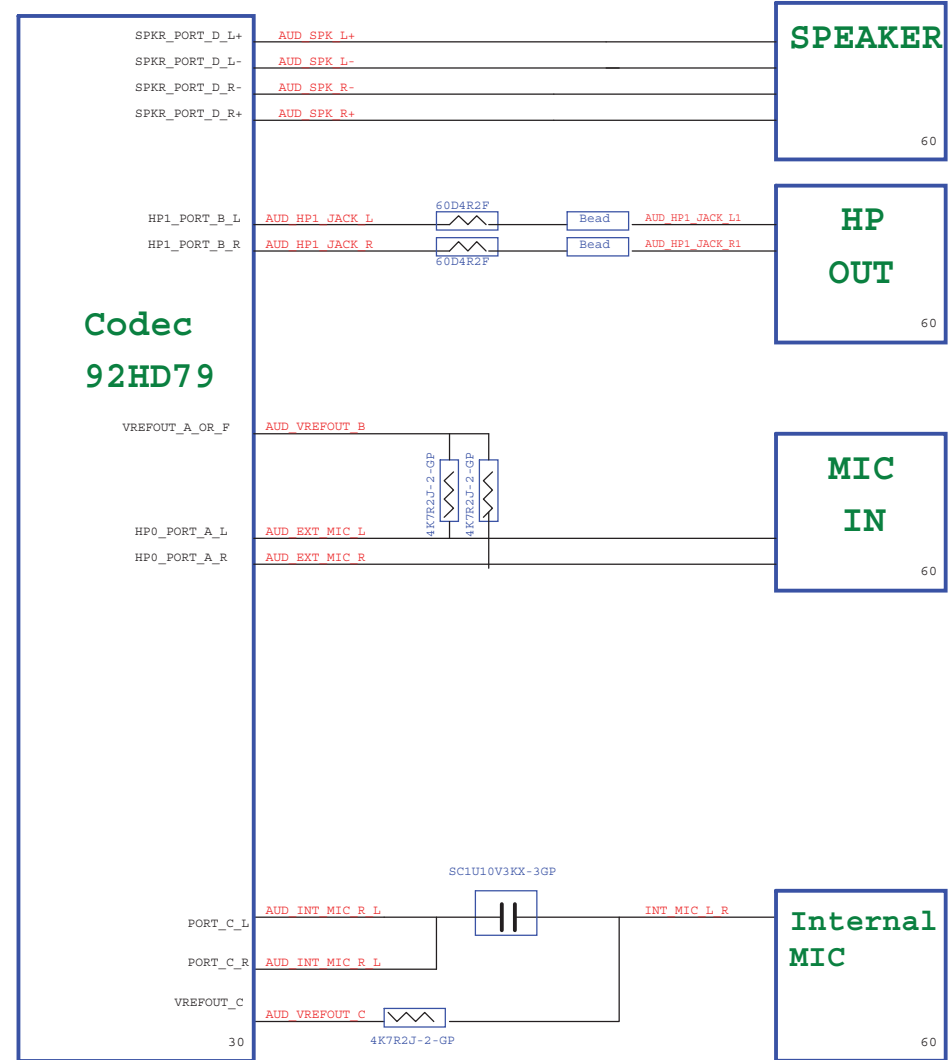 SPKR_PORT_D_L+ AUD_SPK_L+
SPKR_PORT_D_L- AUD_SPK_L-
SPKR_PORT_D_R- AUD_SPK_R-
SPKR_PORT_D_R+ AUD_SPK_R+
SPEAKER
60
60D4R2F
HP1_PORT_B_L AUD_HP1_JACK_L Bead AUD_HP1_JACK_L1
HP1_PORT_B_R AUD_HP1_JACK_R Bead AUD_HP1_JACK_R1
60D4R2F
HP
OUT
60
Codec
92HD79
VREFOUT_A_OR_F AUD_VREFOUT_B
4K7R2J-2-GP
4K7R2J-2-GP
HP0_PORT_A_L AUD_EXT_MIC_L
HP0_PORT_A_R AUD_EXT_MIC_R
MIC
IN
60
SC1U10V3KX-3GP
PORT_C_L AUD_INT_MIC_R_L INT_MIC_L_R
PORT_C_R AUD_INT_MIC_R_L
VREFOUT_C AUD_VREFOUT_C
4K7R2J-2-GP
30
Internal
MIC
60